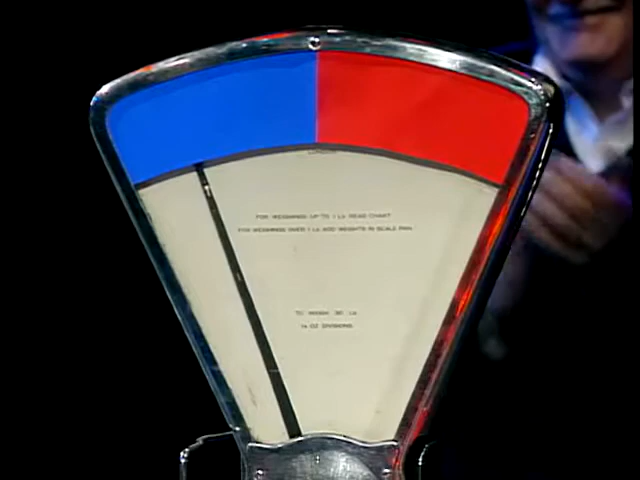 FOR WEIGHINGS UP TO 1 Lb READ CHART
FOR WEIGHINGS OVER 1 Lb ADD WEIGHTS IN SCALE PAN
TO WEIGH
OZ DIVISIONS